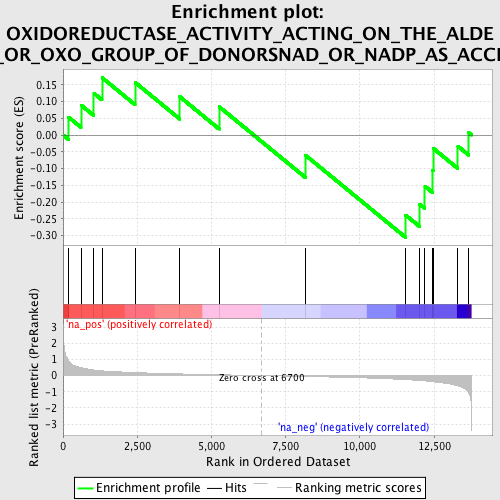 Enrichment plot:
OXIDOREDUCTASE_ACTIVITY_ACTING_ON_THE_ALDE
_OR_OXO_GROUP_OF_DONORSNAD_OR_NADP_AS_ACCE
Enrichment score (ES)
0.15
0.10
0.05
0.00
-0.05
-0.10
-0.15
-0.20
-0.25
-0.30
Ranked list metric (PreRanked)
3
2
1
0
-1
-2
-3
'na_pos' (positively correlated)
Zero cross at 6700
'na_neg' (negatively correlated)
0
2,500
5,000
7,500
10,000
12,500
Rank in Ordered Dataset
Enrichment profile
Hits
Ranking metric scores